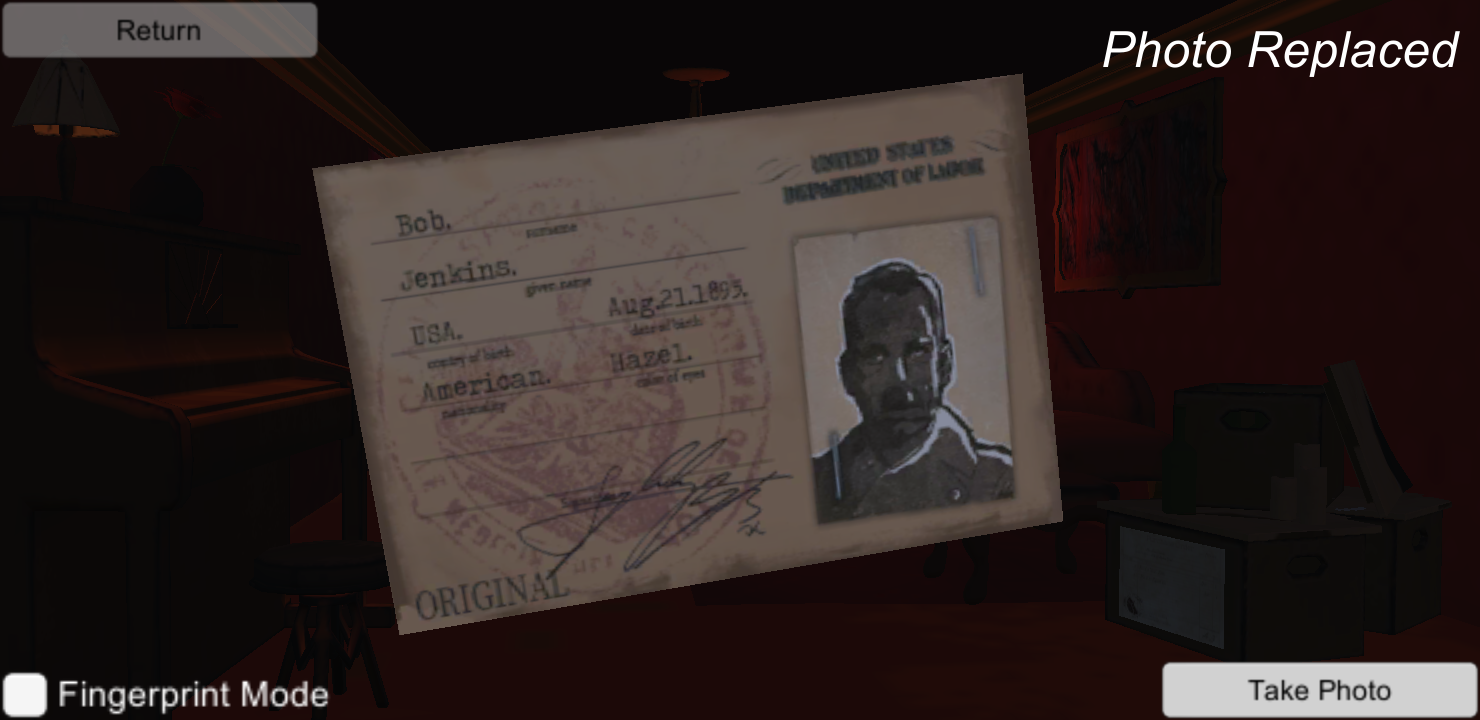 Return
Photo Replaced
UNITED STATES
DEPARTMENT OF LABOR
Bob.
surname
Jenkins.
given name
USA.
Aug.21.1895.
country of birth
date of birth
American.
Hazel.
nationality
color of eyes
ORIGINAL
Fingerprint Mode
Take Photo